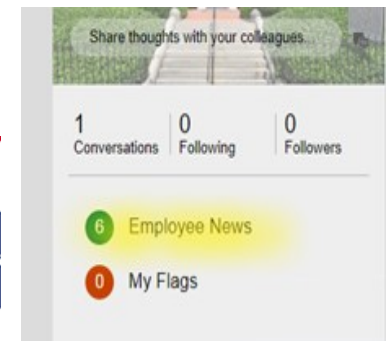 Share thoughts with your colleagues...
1 0 0
Conversations Following Followers
6 Employee News
0 My Flags